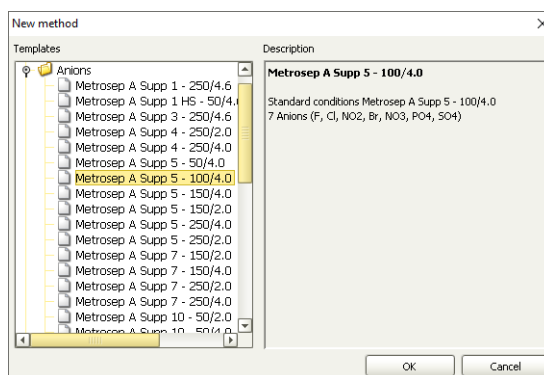 New method
Templates
Description
Anions
Metrosep A Supp 1 - 250/4.6
Metrosep A Supp 1 HS - 50/4.
Metrosep A Supp 3 - 250/4.6
Metrosep A Supp 4 - 250/2.0
Metrosep A Supp 4 - 250/4.0
Metrosep A Supp 5 - 50/4.0
Metrosep A Supp 5 - 100/4.0
Metrosep A Supp 5 - 150/4.0
Metrosep A Supp 5 - 150/2.0
Metrosep A Supp 5 - 250/4.0
Metrosep A Supp 5 - 250/2.0
Metrosep A Supp 7 - 150/2.0
Metrosep A Supp 7 - 150/4.0
Metrosep A Supp 7 - 250/2.0
Metrosep A Supp 7 - 250/4.0
Metrosep A Supp 10 - 50/2.0
Metrosep A Supp 10 - 50/4.0
Metrosep A Supp 5 - 100/4.0
Standard conditions Metrosep A Supp 5 - 100/4.0
7 Anions (F, Cl, NO2, Br, NO3, PO4, SO4)
OK
Cancel